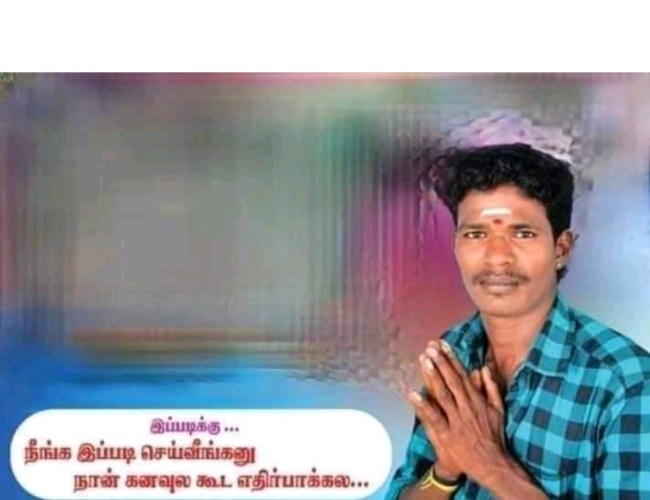 இப்படிக்கு ...
நீங்க இப்படி செய்வீங்கனு
நான் கனவுல கூட எதிர்பாக்கல...